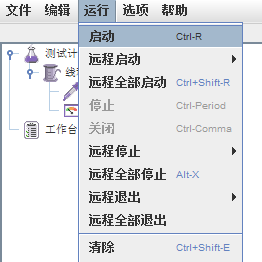 文件 编辑 运行 选项 帮助
测试计
线
工作台
启动 Ctrl-R
远程启动
远程全部启动 Ctrl+Shift-R
停止 Ctrl-Period
关闭 Ctrl-Comma
远程停止
远程全部停止 Alt-X
远程退出
远程全部退出
清除 Ctrl+Shift-E